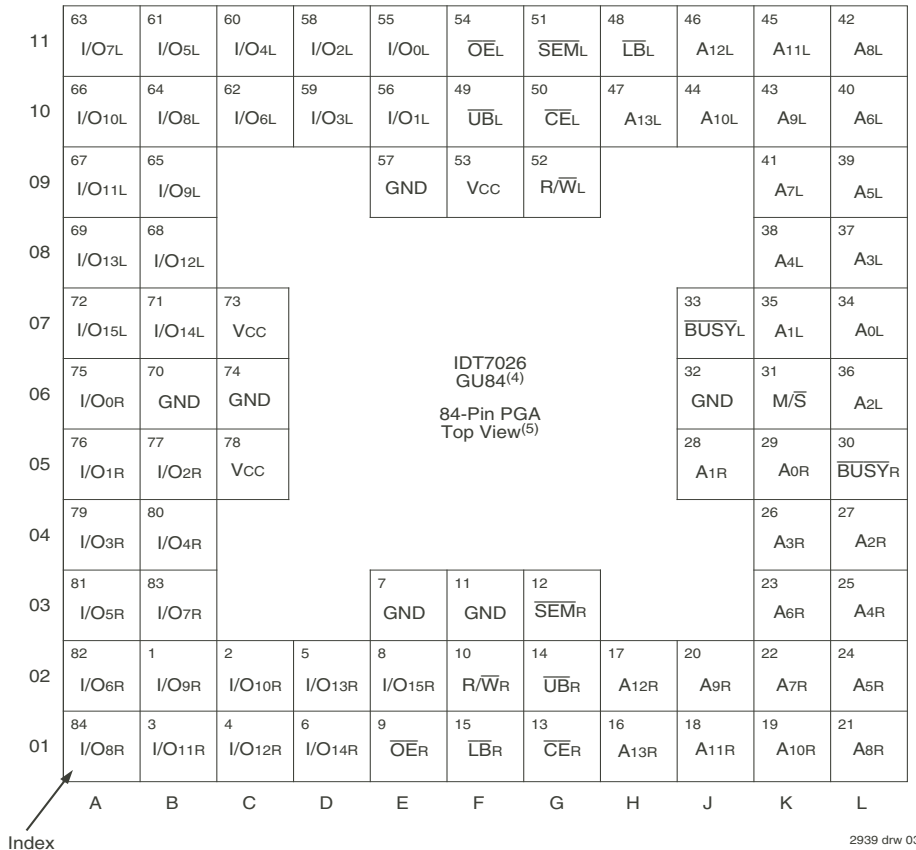 63 61 60 58 55 54 51 48 46 45 42
11 I/O7L I/O5L I/O4L I/O2L I/O0L OEL SEML LBL A12L A11L A8L
66 64 62 59 56 49 50 47 44 43 40
10 I/O10L I/O8L I/O6L I/O3L I/O1L UBL CEL A13L A10L A9L A6L
67 65 57 53 52 41 39
09 I/O11L I/O9L GND VCC R/WL A7L A5L
69 68 38 37
08 I/O13L I/O12L A4L A3L
72 71 73 33 35 34
07 I/O15L I/O14L VCC BUSYL A1L A0L
75 70 74 32 31 36
06 I/O0R GND GND GND M/S A2L
IDT7026
GU84(4)
84-Pin PGA
Top View(5)
76 77 78 28 29 30
05 I/O1R I/O2R VCC A1R A0R BUSYR
79 80 26 27
04 I/O3R I/O4R A3R A2R
81 83 7 11 12 23 25
03 I/O5R I/O7R GND GND SEMR A6R A4R
82 1 2 5 8 10 14 17 20 22 24
02 I/O6R I/O9R I/O10R I/O13R I/O15R R/WR UBR A12R A9R A7R A5R
84 3 4 6 9 15 13 16 18 19 21
01 I/O8R I/O11R I/O12R I/O14R OER LBR CER A13R A11R A10R A8R
A B C D E F G H J K L
Index
2939 drw 03